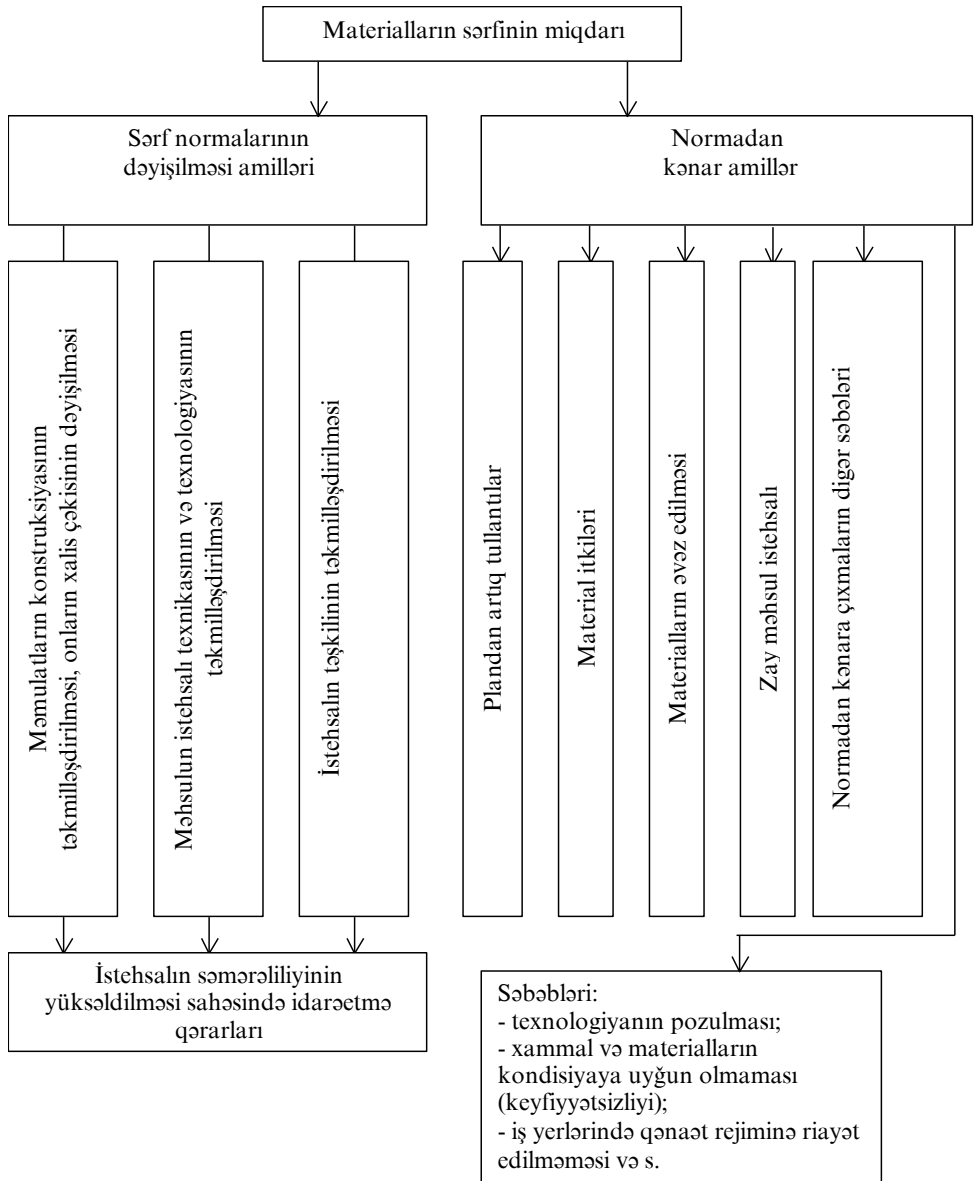 Materialların sərfinin miqdarı
Sərf normalarının
dəyişilməsi amilləri
Normadan
kənar amillər
Məmulatların konstruksiyasının
təkmilləşdirilməsi, onların xalis çəkisinin dəyişilməsi
Məhsulun istehsalı texnikasının və texnologiyasının
təkmilləşdirilməsi
İstehsalın təşkilinin təkmilləşdirilməsi
Plandan artıq tullantılar
Material itkiləri
Materialların əvəz edilməsi
Zay məhsul istehsalı
Normadan kənara çıxmaların digər səbələri
İstehsalın səmərəliliyinin
yüksəldilməsi sahəsində idarəetmə
qərarları
Səbəbləri:
- texnologiyanın pozulması;
- xammal və materialların
kondisiyaya uyğun olmaması
(keyfiyyətsizliyi);
- iş yerlərində qənaət rejiminə riayət
edilməməsi və s.